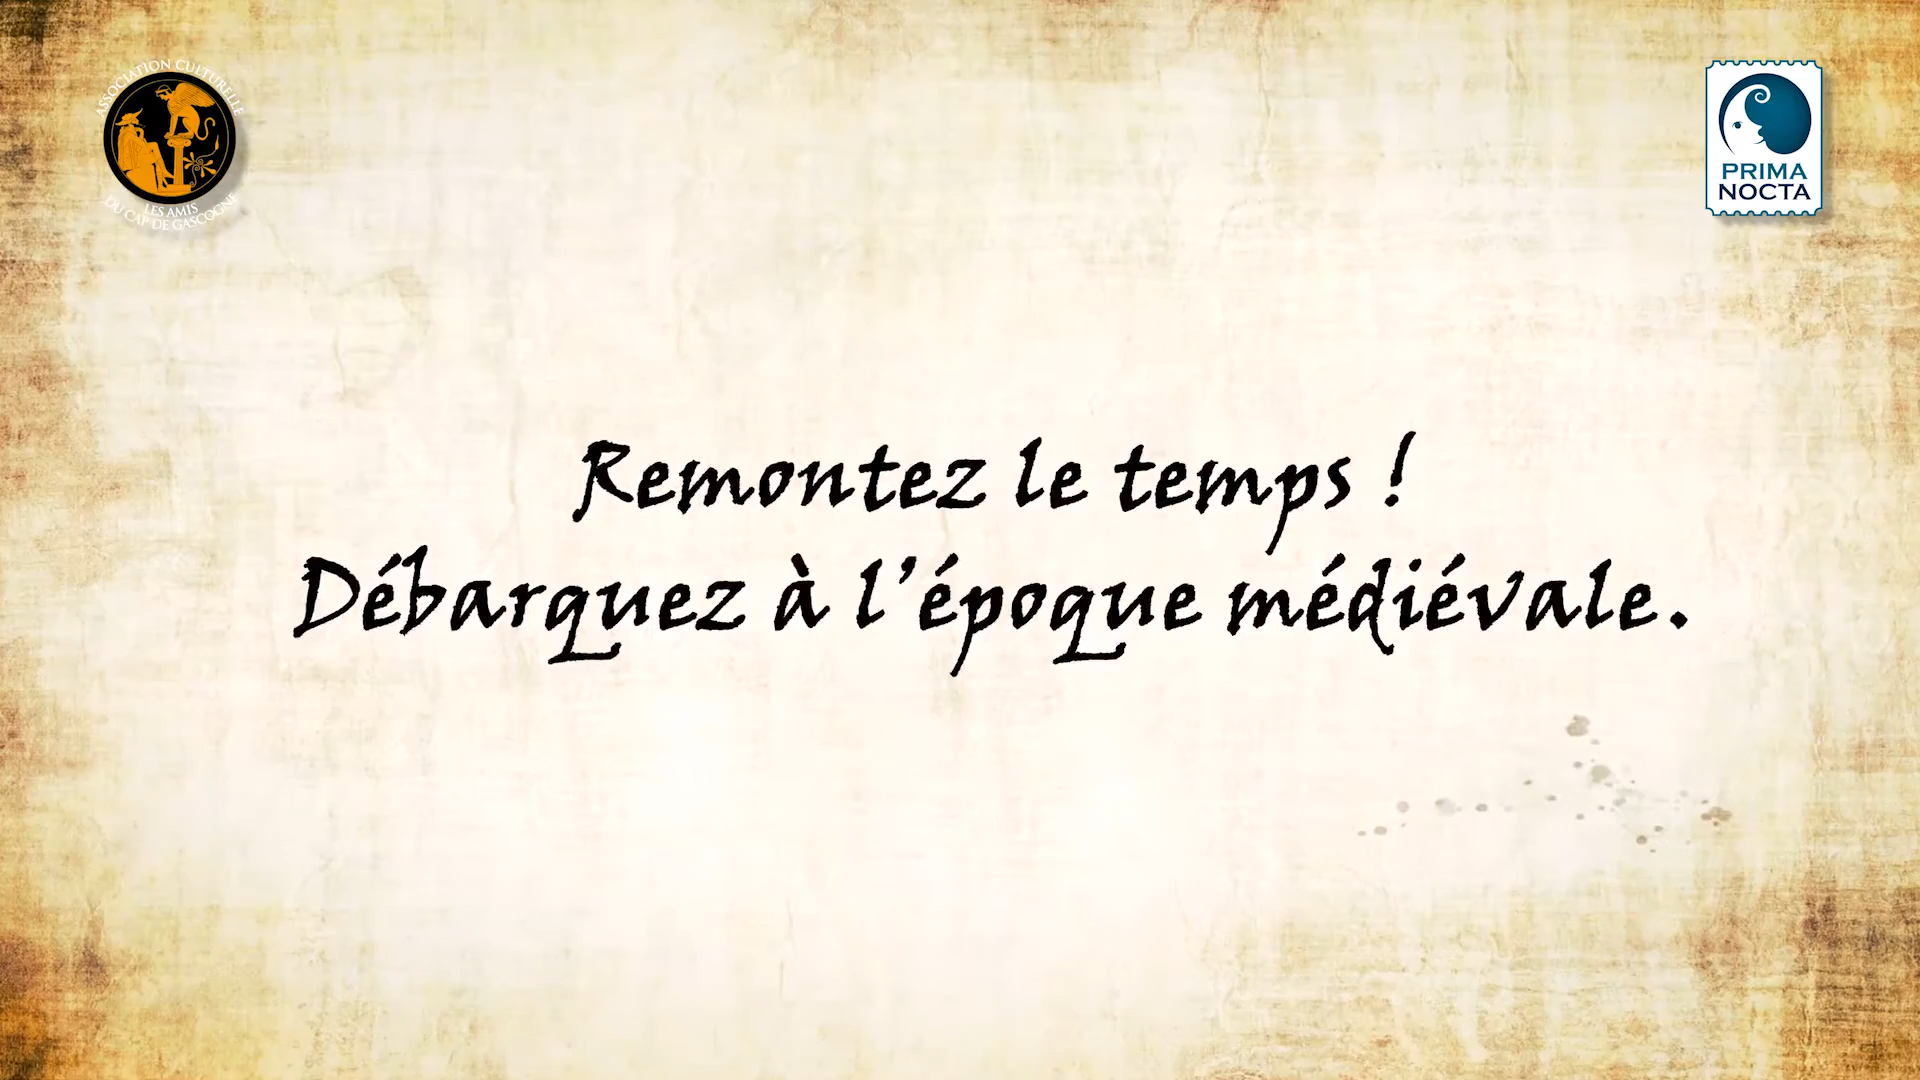 ASSOCIATION CULTURELLE
LES AMIS
DU CAP DE GASCOGNE
PRIMA
NOCTA
Remontez le temps !
Débarquez à l’époque médiévale.